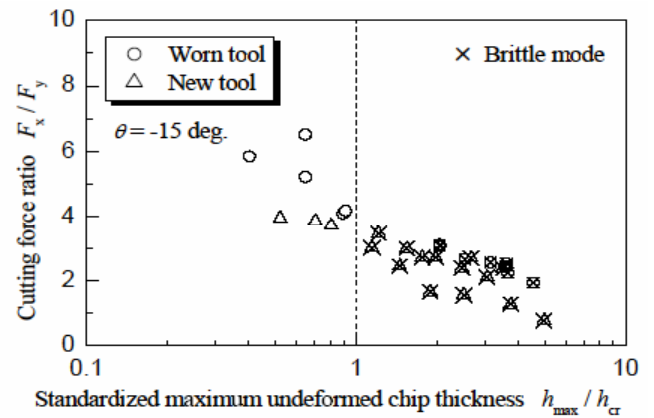 10
8
6
4
2
0
Cutting force ratio F_x / F_y
○ Worn tool
△ New tool
× Brittle mode
θ = -15 deg.
0.1
1
10
Standardized maximum undeformed chip thickness h_max / h_cr